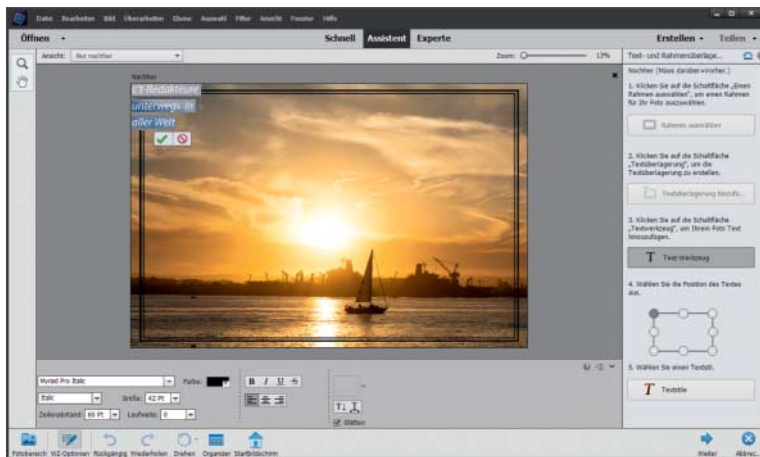 Datei Bearbeiten Bild Überarbeiten Ebene Auswahl Filter Ansicht Fenster Hilfe
Öffnen
Schnell Assistent Experte
Erstellen Teilen
Ansicht: Nur nachher
Zoom: 13%
Text- und Rahmenüberlage...
Nachher
c't-Redakteure
unterwegs in
aller Welt
Nachher (Maus darüber=Vorher.)
1. Klicken Sie auf die Schaltfläche „Einen
Rahmen auswählen", um einen Rahmen
für Ihr Foto auszuwählen.
Rahmen auswählen
2. Klicken Sie auf die Schaltfläche
„Textüberlagerung", um die
Textüberlagerung zu erstellen.
Textüberlagerung hinzufü...
3. Klicken Sie auf die Schaltfläche
„Textwerkzeug", um Ihrem Foto Text
hinzuzufügen.
T Text-Werkzeug
4. Wählen Sie die Position des Textes
aus.
5. Wählen Sie einen Textstil.
T Textstile
Myriad Pro Italic
Farbe:
B I U S
Italic
Größe: 42 Pt
Zeilenabstand: 60 Pt
Laufweite: 0
Glätten
Fotobereich WZ-Optionen Rückgängig Wiederholen Drehen Organizer Startbildschirm
Weiter Abbrec...